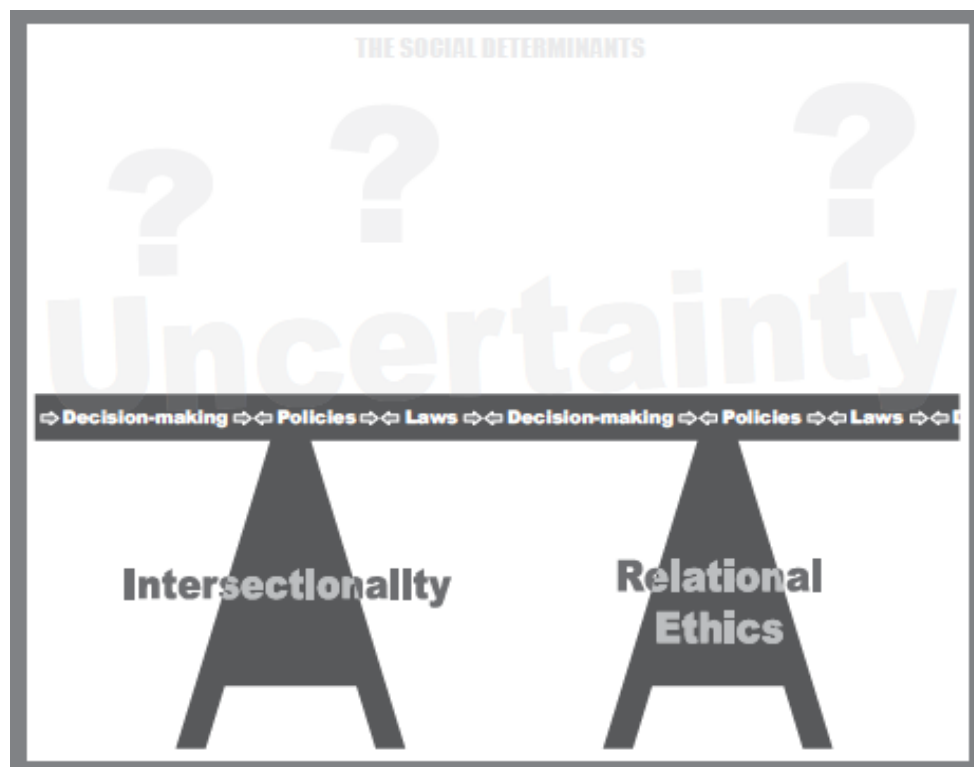 THE SOCIAL DETERMINANTS
? ? ?
Uncertainty
⇨ Decision-making ⇨⇦ Policies ⇨⇦ Laws ⇨⇦ Decision-making ⇨⇦ Policies ⇨⇦ Laws ⇨⇦ D
Intersectionality
Relational
Ethics